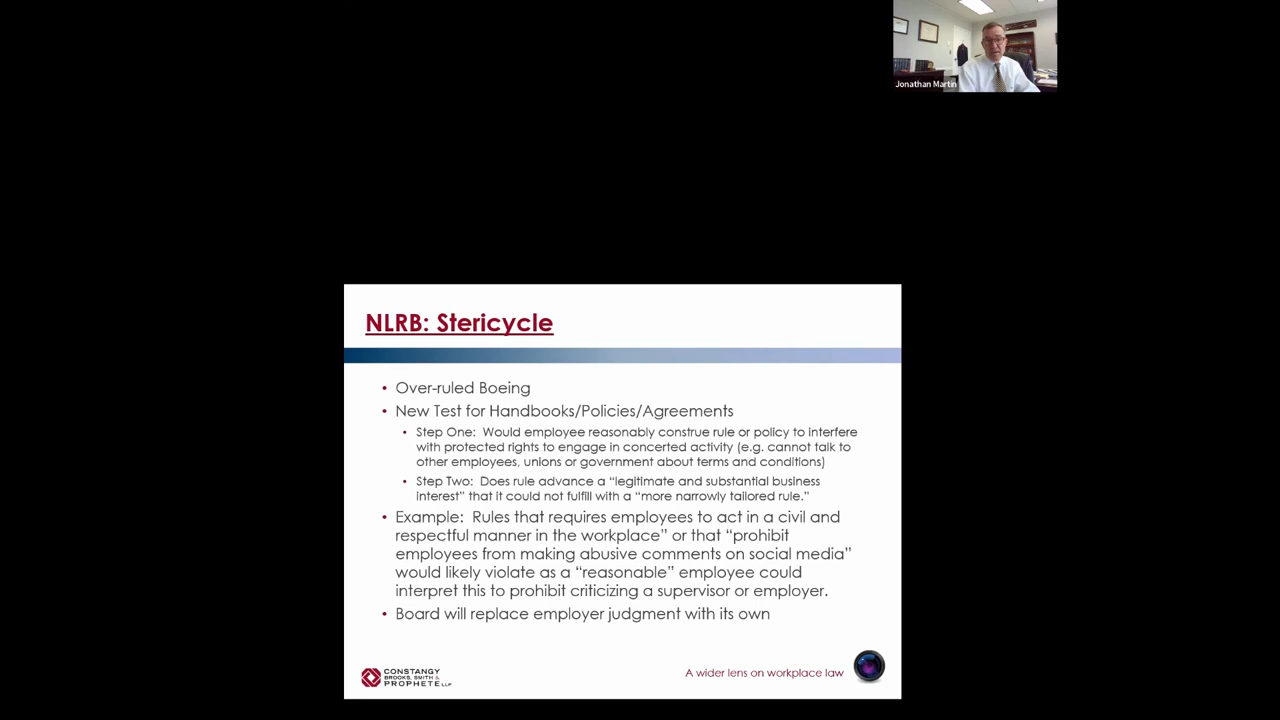 Jonathan Martin
NLRB: Stericycle
• Over-ruled Boeing
• New Test for Handbooks/Policies/Agreements
• Step One: Would employee reasonably construe rule or policy to interfere
with protected rights to engage in concerted activity (e.g. cannot talk to
other employees, unions or government about terms and conditions)
• Step Two: Does rule advance a “legitimate and substantial business
interest” that it could not fulfill with a “more narrowly tailored rule.”
• Example: Rules that requires employees to act in a civil and
respectful manner in the workplace” or that “prohibit
employees from making abusive comments on social media”
would likely violate as a “reasonable” employee could
interpret this to prohibit criticizing a supervisor or employer.
• Board will replace employer judgment with its own
CONSTANGY
BROOKS, SMITH &
PROPHETE LLP
A wider lens on workplace law